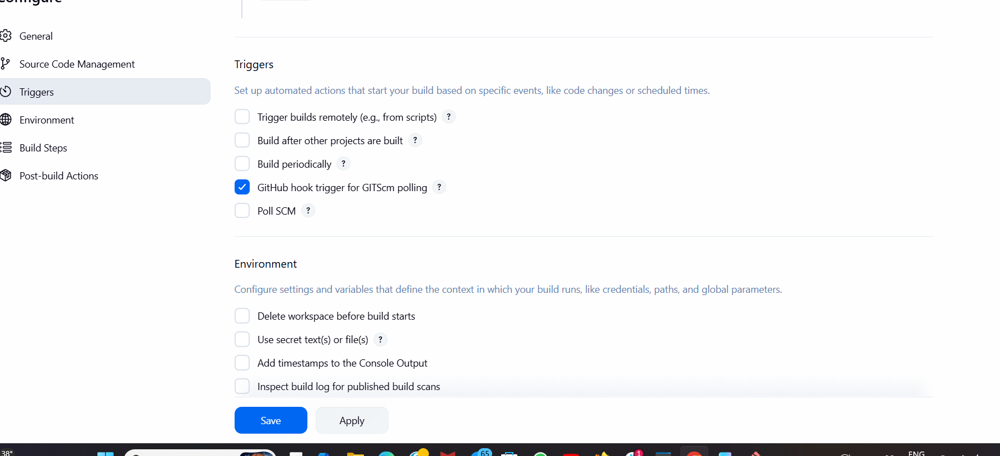 Configure
General
Source Code Management
Triggers
Environment
Build Steps
Post-build Actions
Triggers
Set up automated actions that start your build based on specific events, like code changes or scheduled times.
Trigger builds remotely (e.g., from scripts) ?
Build after other projects are built ?
Build periodically ?
GitHub hook trigger for GITScm polling ?
Poll SCM ?
Environment
Configure settings and variables that define the context in which your build runs, like credentials, paths, and global parameters.
Delete workspace before build starts
Use secret text(s) or file(s) ?
Add timestamps to the Console Output
Inspect build log for published build scans
Save Apply
38° 65 1 ENG